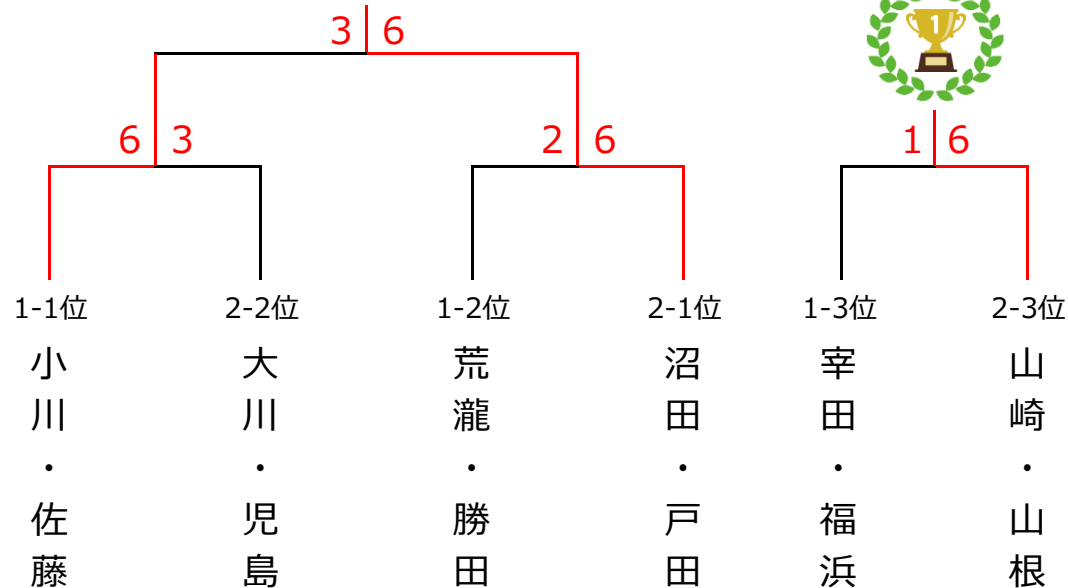 3 6
1
6 3
2 6
1 6
1-1位
2-2位
1-2位
2-1位
1-3位
2-3位
小川・佐藤
大川・児島
荒瀧・勝田
沼田・戸田
宰田・福浜
山崎・山根